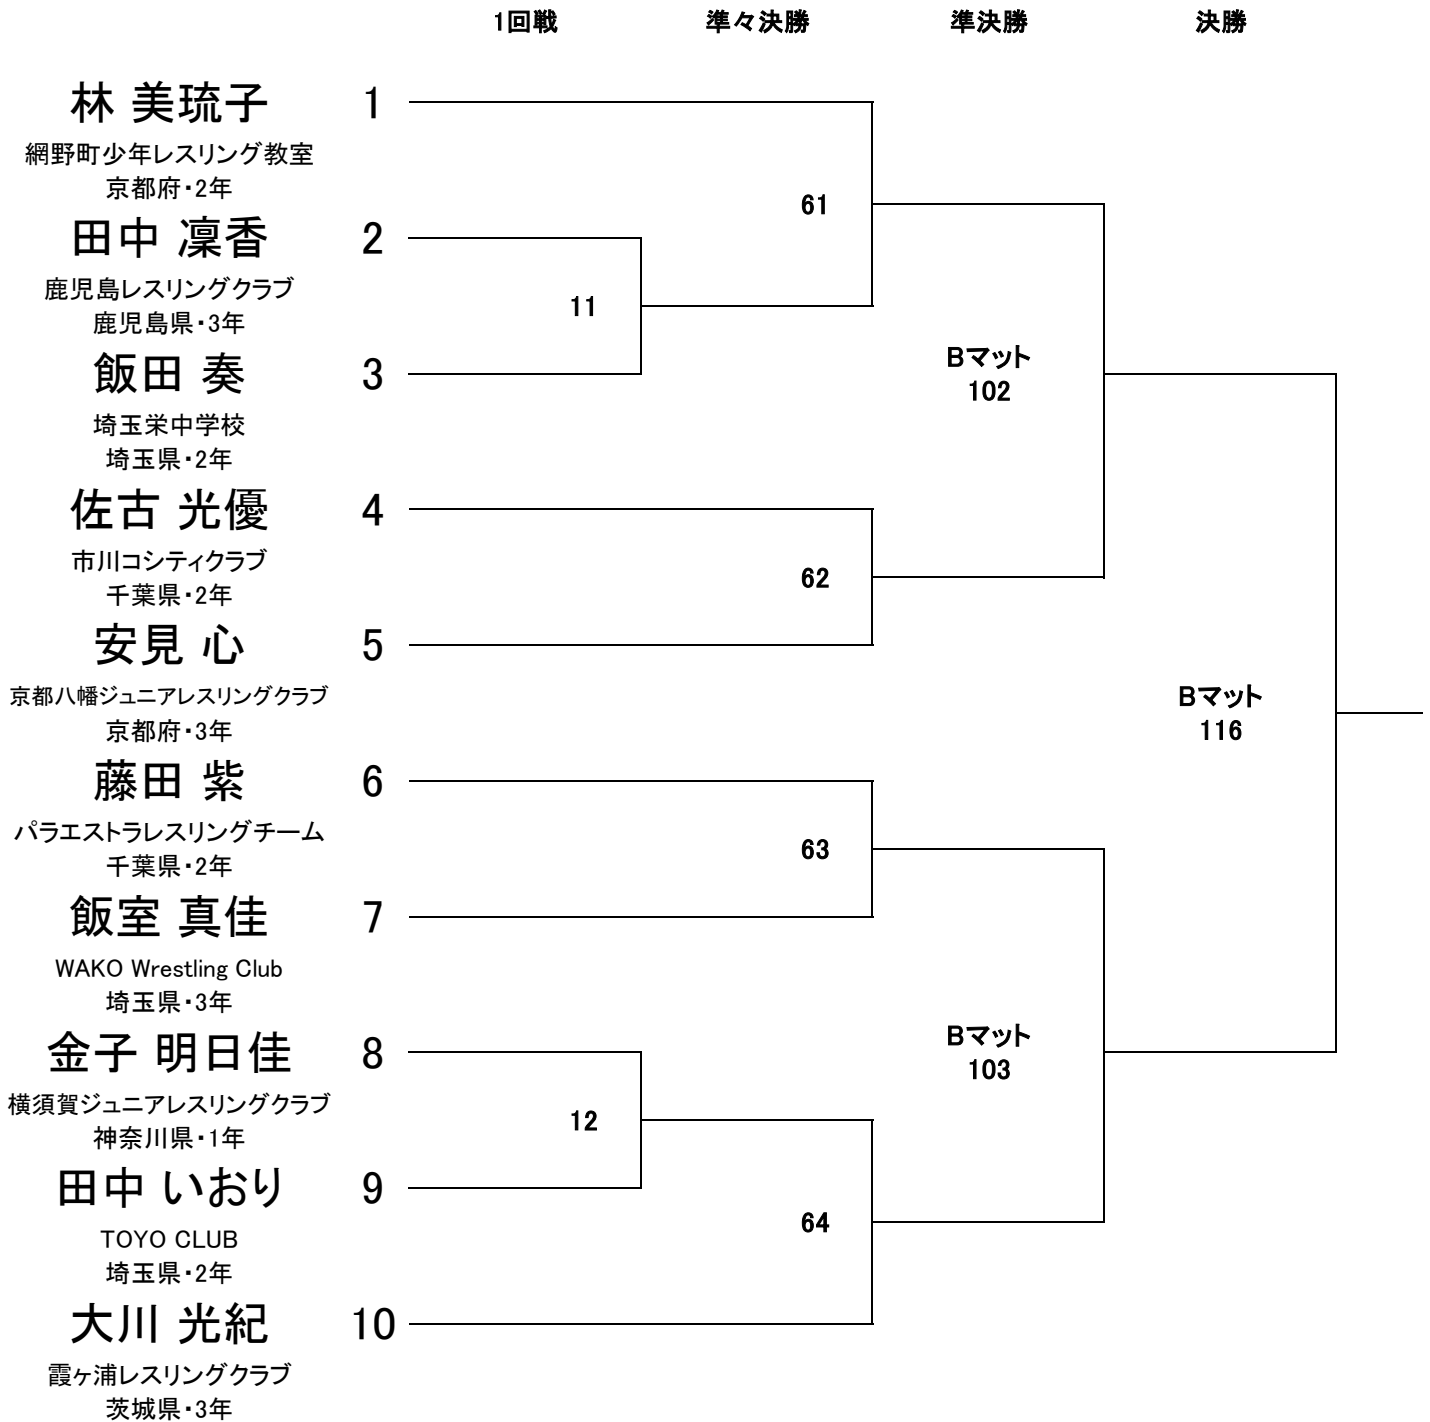 1回戦 準々決勝 準決勝 決勝
林 美琉子 1
網野町少年レスリング教室
京都府・2年
61
田中 凜香 2
鹿児島レスリングクラブ
11
鹿児島県・3年
飯田 奏 3
Bマット
102
埼玉栄中学校
埼玉県・2年
佐古 光優 4
市川コシティクラブ
62
千葉県・2年
安見 心 5
京都八幡ジュニアレスリングクラブ
Bマット
京都府・3年
116
藤田 紫 6
パラエストラレスリングチーム
63
千葉県・2年
飯室 真佳 7
WAKO Wrestling Club
埼玉県・3年
Bマット
金子 明日佳 8
103
横須賀ジュニアレスリングクラブ
12
神奈川県・1年
田中 いおり 9
64
TOYO CLUB
埼玉県・2年
大川 光紀 10
霞ヶ浦レスリングクラブ
茨城県・3年